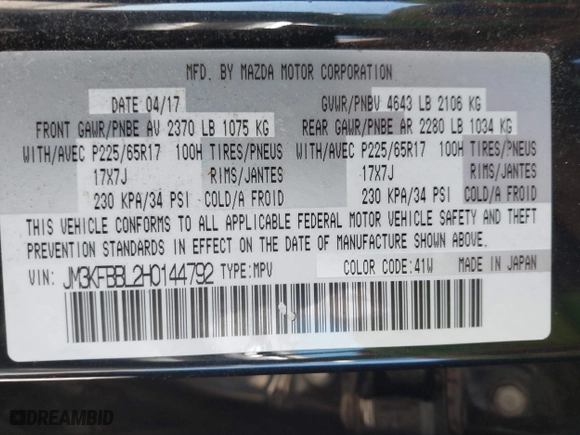 MFD. BY MAZDA MOTOR CORPORATION
DATE 04/17 GVWR/PNBV 4643 LB 2106 KG
FRONT GAWR/PNBE AV 2370 LB 1075 KG REAR GAWR/PNBE AR 2280 LB 1034 KG
WITH/AVEC P225/65R17 100H TIRES/PNEUS WITH/AVEC P225/65R17 100H TIRES/PNEUS
17X7J RIMS/JANTES 17X7J RIMS/JANTES
230 KPA/34 PSI COLD/A FROID 230 KPA/34 PSI COLD/A FROID
THIS VEHICLE CONFORMS TO ALL APPLICABLE FEDERAL MOTOR VEHICLE SAFETY AND THEFT
PREVENTION STANDARDS IN EFFECT ON THE DATE OF MANUFACTURE SHOWN ABOVE.
VIN: JM3KFBBL2H0144792 TYPE: MPV COLOR CODE: 41W MADE IN JAPAN
DREAMBID